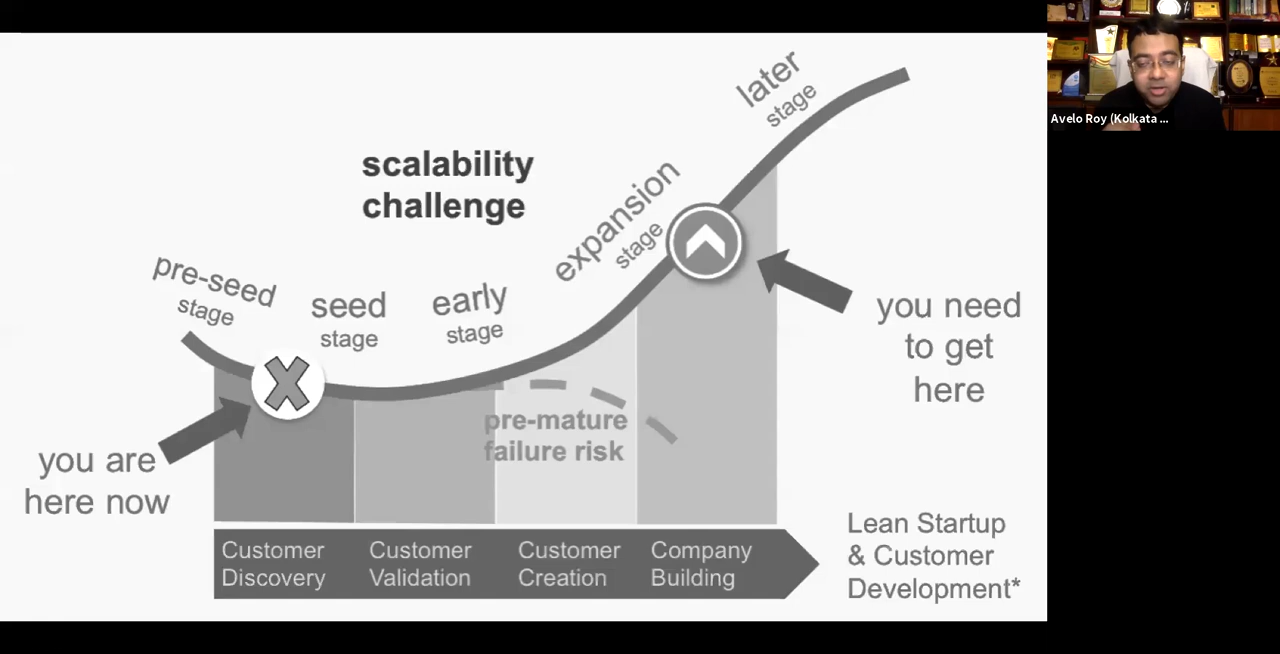 scalability
challenge
pre-seed
stage
seed
stage
early
stage
expansion
stage
later
stage
you are
here now
you need
to get
here
pre-mature
failure risk
Customer
Discovery
Customer
Validation
Customer
Creation
Company
Building
Lean Startup
& Customer
Development*
Avelo Roy (Kolkata ...